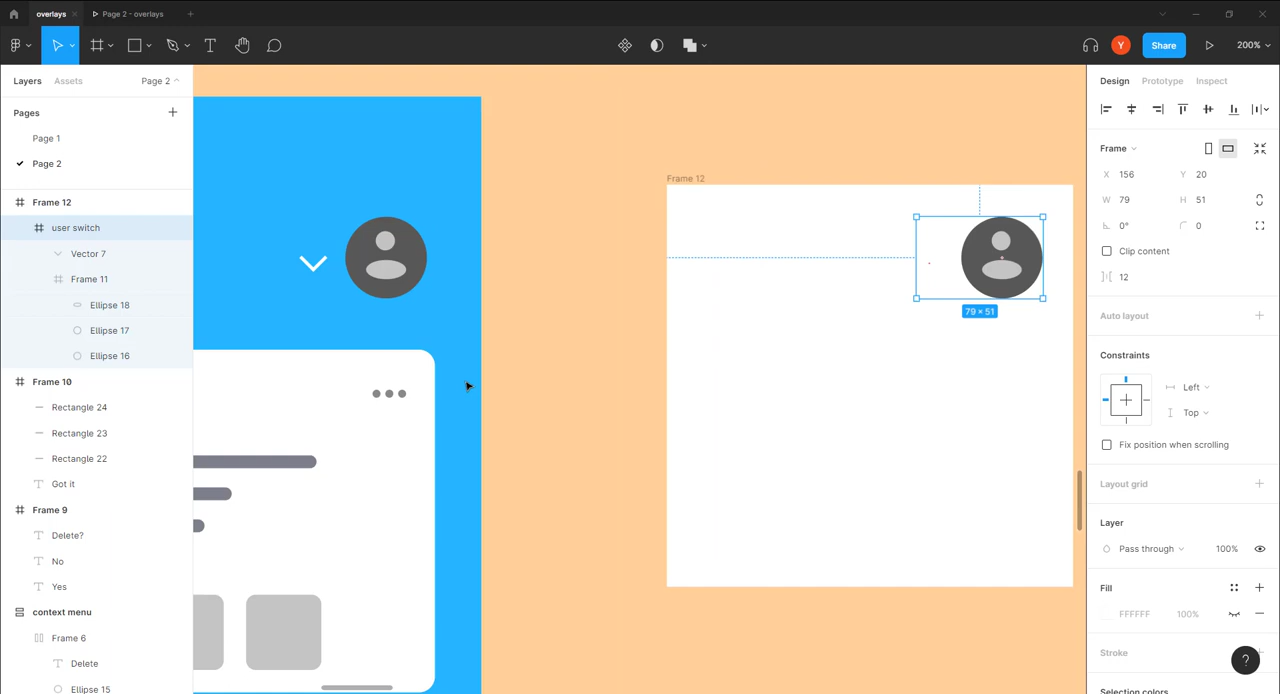 overlays
Page 2 - overlays
Y
Share
200%
Layers
Assets
Page 2
Pages
Page 1
Page 2
Frame 12
user switch
Vector 7
Frame 11
Ellipse 18
Ellipse 17
Ellipse 16
Frame 10
Rectangle 24
Rectangle 23
Rectangle 22
Got it
Frame 9
Delete?
No
Yes
context menu
Frame 6
Delete
Ellipse 15
Frame 12
79 × 51
Design
Prototype
Inspect
Frame
X 156
Y 20
W 79
H 51
0°
0
Clip content
12
Auto layout
Constraints
Left
Top
Fix position when scrolling
Layout grid
Layer
Pass through
100%
Fill
FFFFFF
100%
Stroke
?
Selection colors